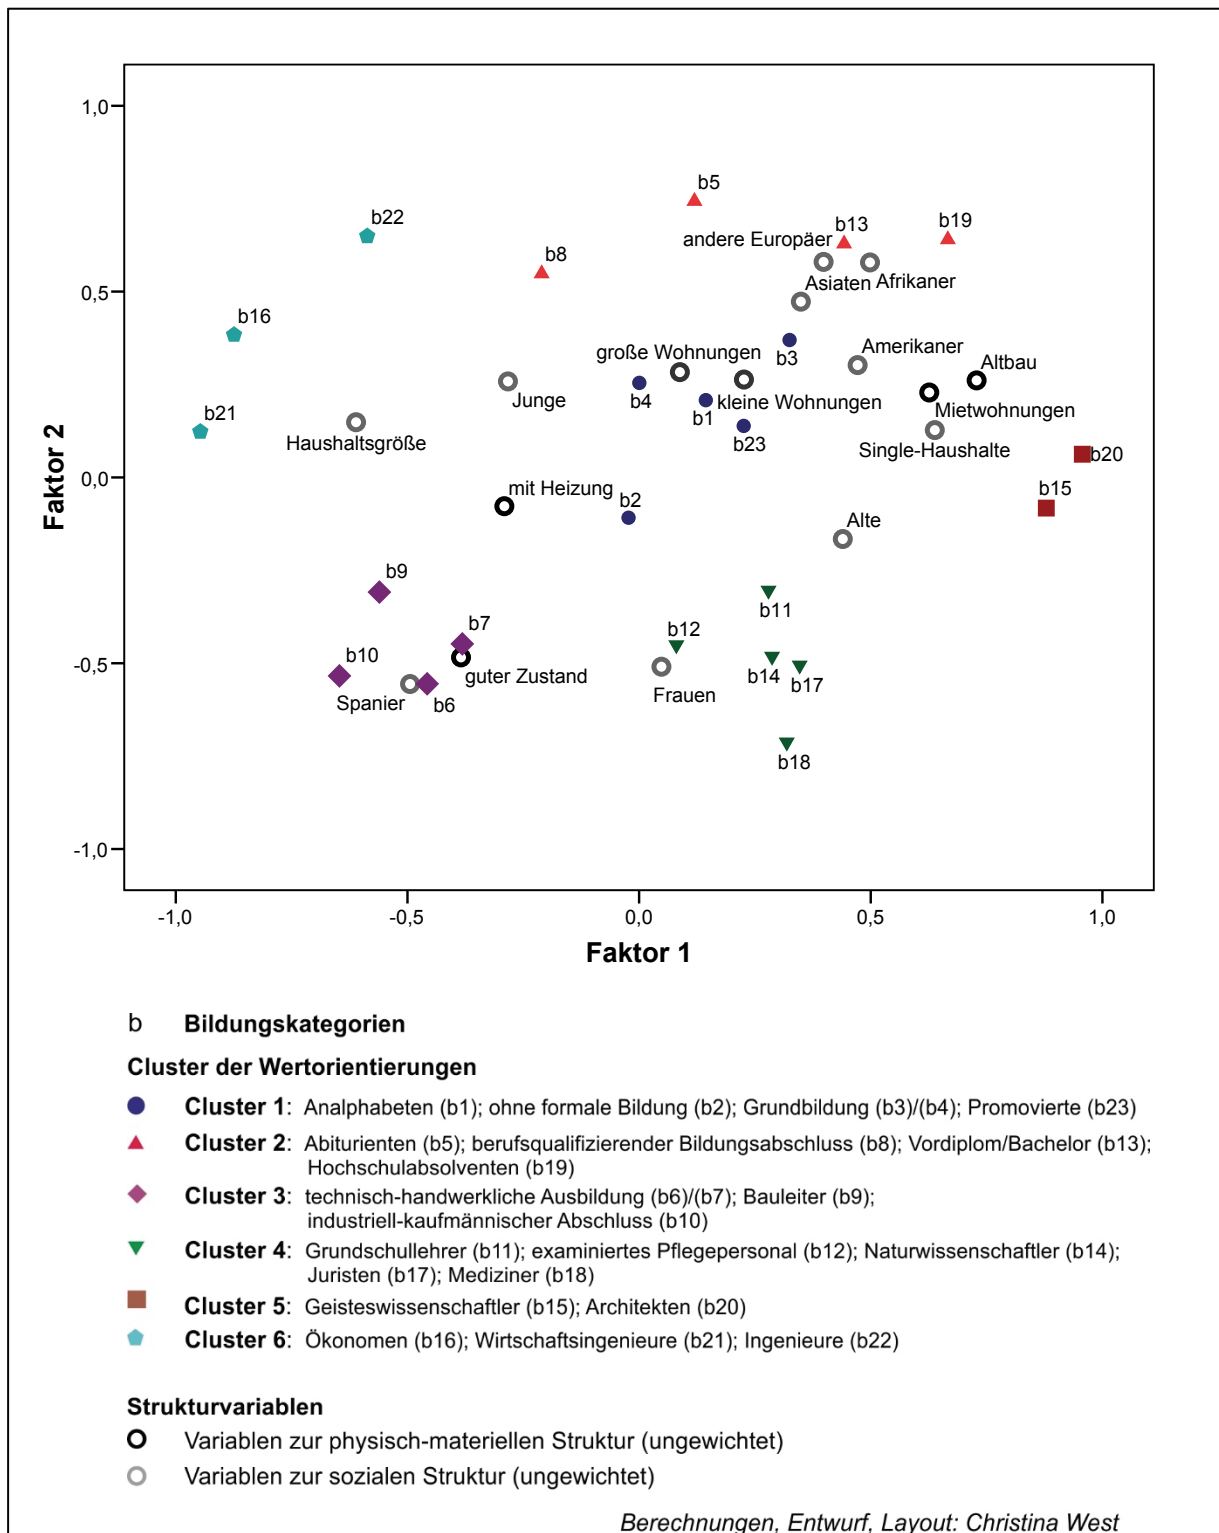 1,0
0,5
0,0
-0,5
-1,0
Faktor 2
b5
b22
b13
b19
andere Europäer
b8
Asiaten
Afrikaner
b16
b3
Amerikaner
große Wohnungen
Altbau
Junge
b4
b1
kleine Wohnungen
Mietwohnungen
b21
Haushaltsgröße
b23
Single-Haushalte
b20
mit Heizung
b2
b15
Alte
b9
b11
b7
b12
b10
guter Zustand
b14
b17
Spanier
b6
Frauen
b18
-1,0
-0,5
0,0
0,5
1,0
Faktor 1
b Bildungskategorien
Cluster der Wertorientierungen
Cluster 1: Analphabeten (b1); ohne formale Bildung (b2); Grundbildung (b3)/(b4); Promovierte (b23)
Cluster 2: Abiturienten (b5); berufsqualifizierender Bildungsabschluss (b8); Vordiplom/Bachelor (b13);
Hochschulabsolventen (b19)
Cluster 3: technisch-handwerkliche Ausbildung (b6)/(b7); Bauleiter (b9);
industriell-kaufmännischer Abschluss (b10)
Cluster 4: Grundschullehrer (b11); examiniertes Pflegepersonal (b12); Naturwissenschaftler (b14);
Juristen (b17); Mediziner (b18)
Cluster 5: Geisteswissenschaftler (b15); Architekten (b20)
Cluster 6: Ökonomen (b16); Wirtschaftsingenieure (b21); Ingenieure (b22)
Strukturvariablen
Variablen zur physisch-materiellen Struktur (ungewichtet)
Variablen zur sozialen Struktur (ungewichtet)
Berechnungen, Entwurf, Layout: Christina West